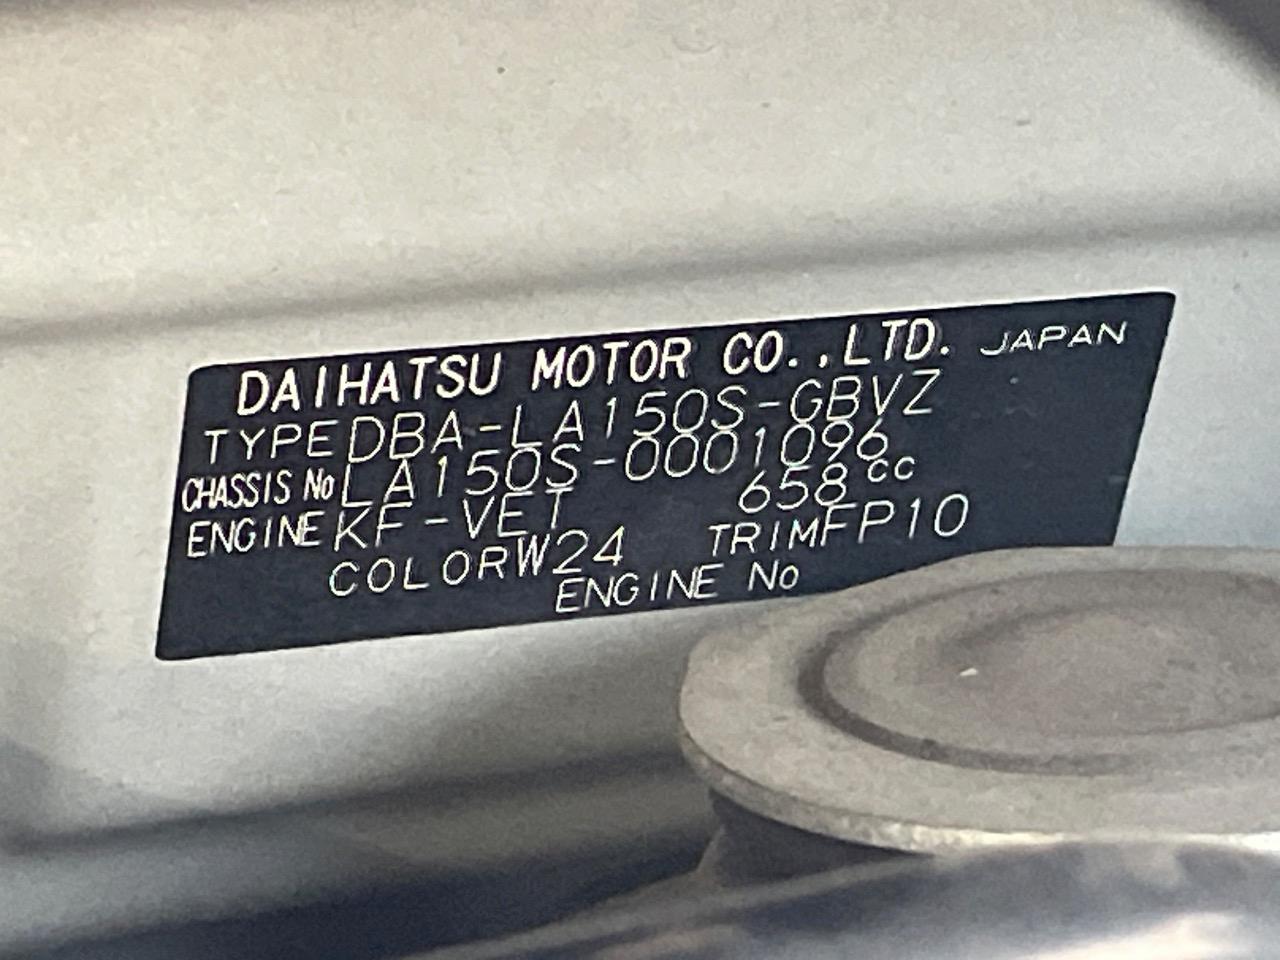 DAIHATSU MOTOR CO.,LTD. JAPAN
TYPE DBA-LA150S-GBVZ
CHASSIS No LA150S-0001096
ENGINE KF-VET 658cc
COLOR W24 TRIM FP10
ENGINE No